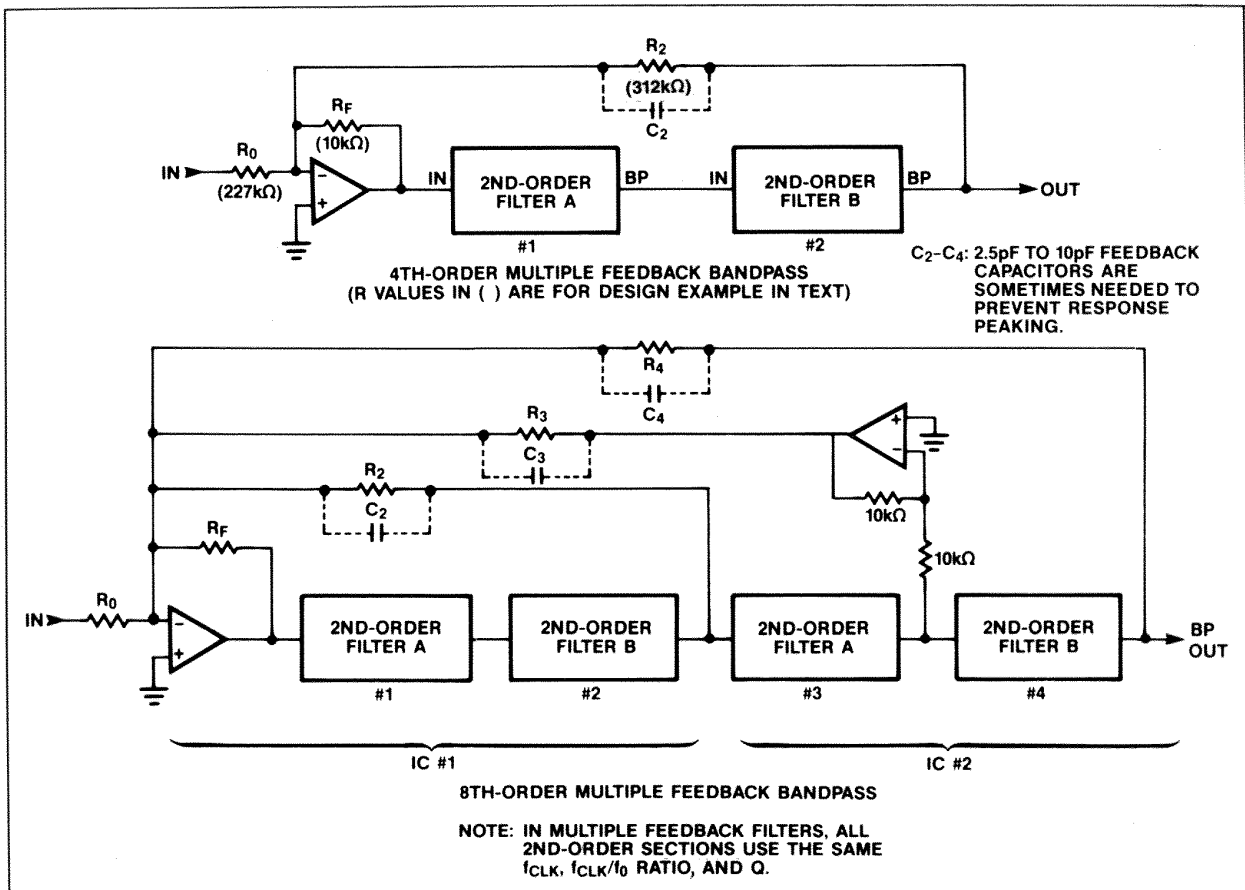 R2
(312kΩ)
C2
RF
(10kΩ)
R0
IN
(227kΩ)
−
+
IN
2ND-ORDER
FILTER A
BP
#1
IN
2ND-ORDER
FILTER B
BP
#2
OUT
4TH-ORDER MULTIPLE FEEDBACK BANDPASS
(R VALUES IN ( ) ARE FOR DESIGN EXAMPLE IN TEXT)
C2–C4: 2.5pF TO 10pF FEEDBACK
CAPACITORS ARE
SOMETIMES NEEDED TO
PREVENT RESPONSE
PEAKING.
R4
C4
R3
C3
+
−
R2
C2
10kΩ
10kΩ
RF
R0
IN
−
+
2ND-ORDER
FILTER A
#1
2ND-ORDER
FILTER B
#2
2ND-ORDER
FILTER A
#3
2ND-ORDER
FILTER B
#4
BP
OUT
IC #1
IC #2
8TH-ORDER MULTIPLE FEEDBACK BANDPASS
NOTE: IN MULTIPLE FEEDBACK FILTERS, ALL
2ND-ORDER SECTIONS USE THE SAME
fCLK, fCLK/f0 RATIO, AND Q.